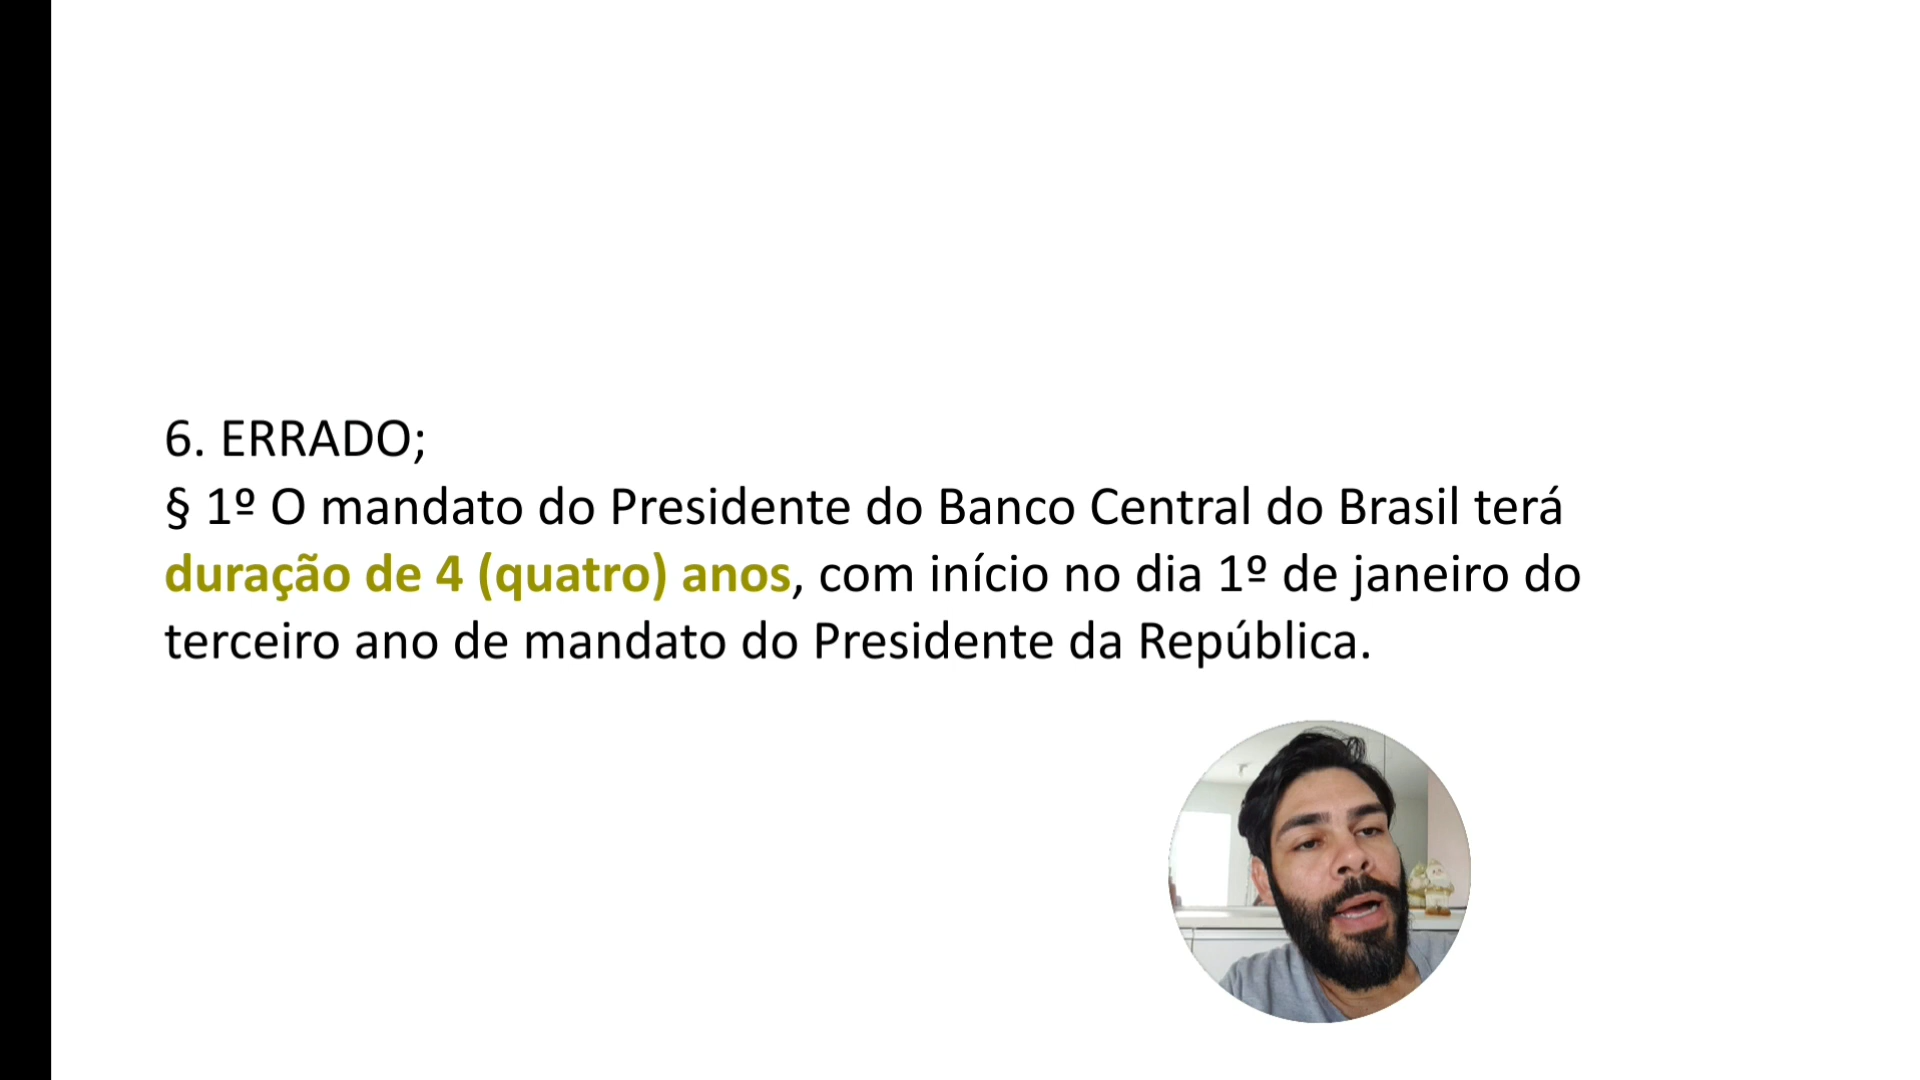 6. ERRADO;
§ 1º O mandato do Presidente do Banco Central do Brasil terá
duração de 4 (quatro) anos, com início no dia 1º de janeiro do
terceiro ano de mandato do Presidente da República.